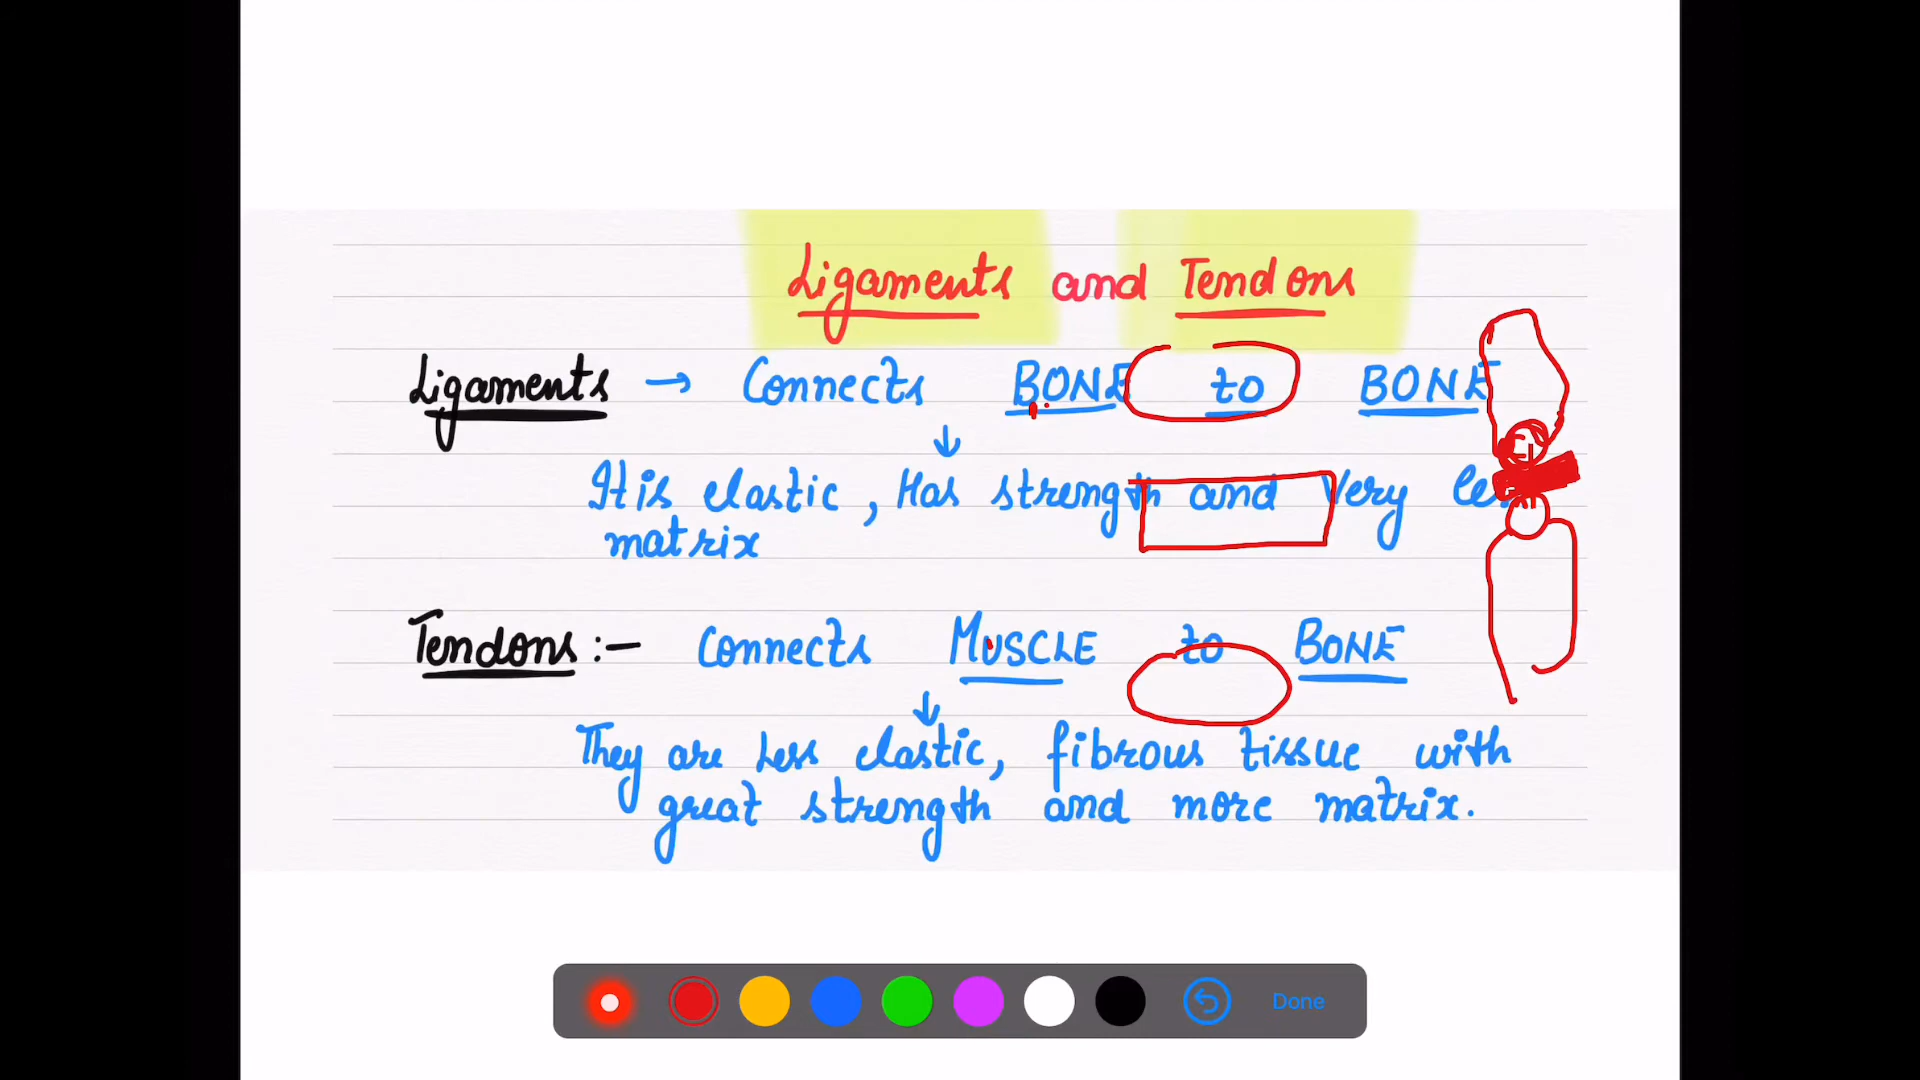 Ligaments and Tendons
Ligaments → Connects BONE to BONE
↓
It is elastic, Has strength and Very
matrix
Tendons :- Connects MUSCLE to BONE
↓
They are Less elastic, fibrous tissue with
great strength and more matrix.
Done